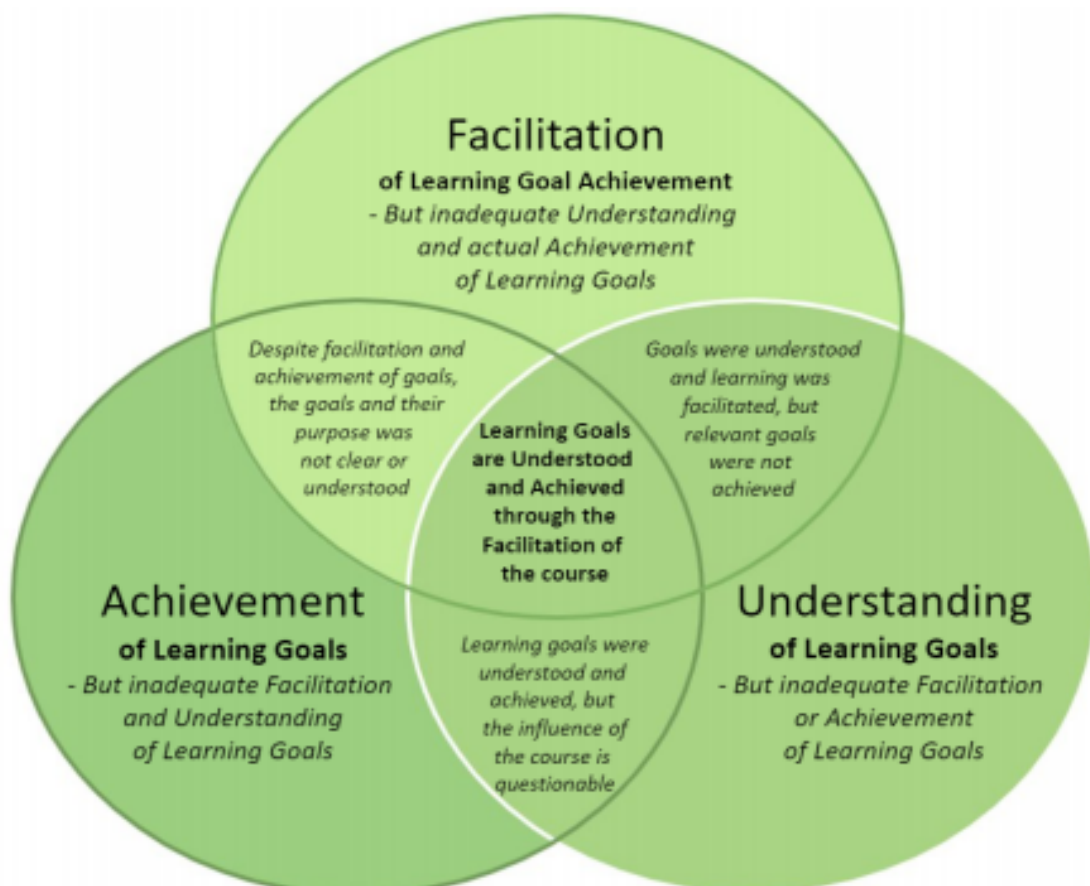 Facilitation
of Learning Goal Achievement
- But inadequate Understanding
and actual Achievement
of Learning Goals
Despite facilitation and
achievement of goals,
the goals and their
purpose was
not clear or
understood
Goals were understood
and learning was
facilitated, but
relevant goals
were not
achieved
Learning Goals
are Understood
and Achieved
through the
Facilitation of
the course
Achievement
of Learning Goals
- But inadequate Facilitation
and Understanding
of Learning Goals
Learning goals were
understood and
achieved, but
the influence of
the course is
questionable
Understanding
of Learning Goals
- But inadequate Facilitation
or Achievement
of Learning Goals